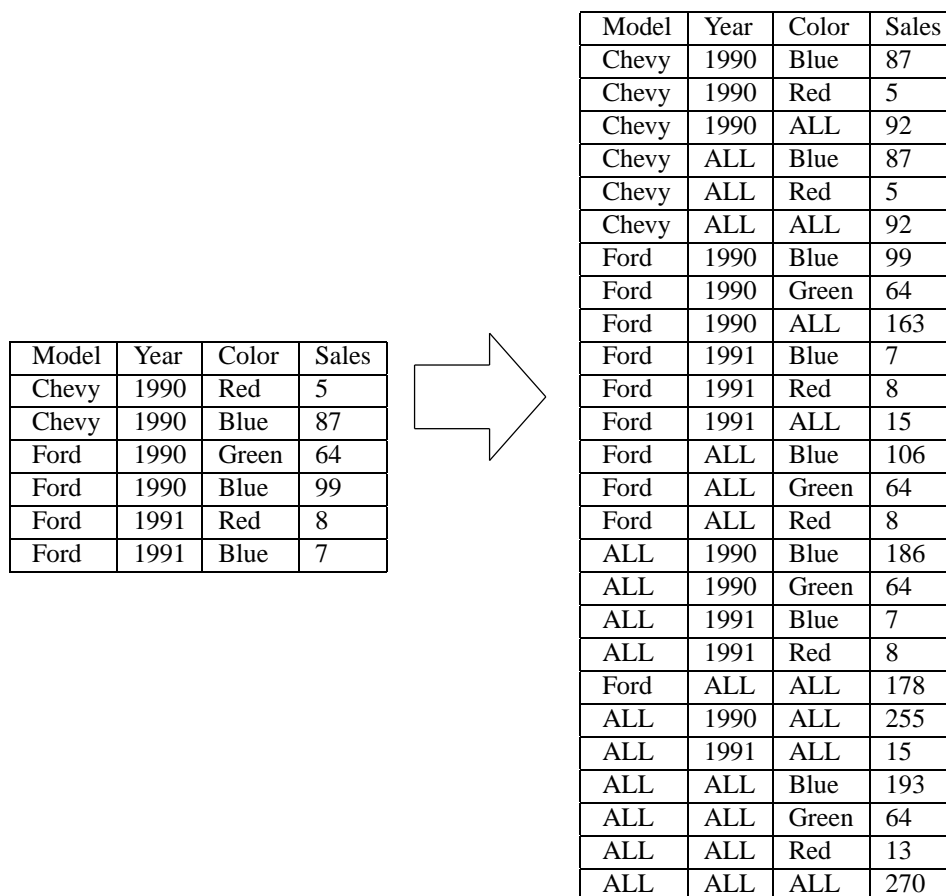 Model Year Color Sales
Chevy 1990 Red 5
Chevy 1990 Blue 87
Ford 1990 Green 64
Ford 1990 Blue 99
Ford 1991 Red 8
Ford 1991 Blue 7
Model Year Color Sales
Chevy 1990 Blue 87
Chevy 1990 Red 5
Chevy 1990 ALL 92
Chevy ALL Blue 87
Chevy ALL Red 5
Chevy ALL ALL 92
Ford 1990 Blue 99
Ford 1990 Green 64
Ford 1990 ALL 163
Ford 1991 Blue 7
Ford 1991 Red 8
Ford 1991 ALL 15
Ford ALL Blue 106
Ford ALL Green 64
Ford ALL Red 8
ALL 1990 Blue 186
ALL 1990 Green 64
ALL 1991 Blue 7
ALL 1991 Red 8
Ford ALL ALL 178
ALL 1990 ALL 255
ALL 1991 ALL 15
ALL ALL Blue 193
ALL ALL Green 64
ALL ALL Red 13
ALL ALL ALL 270